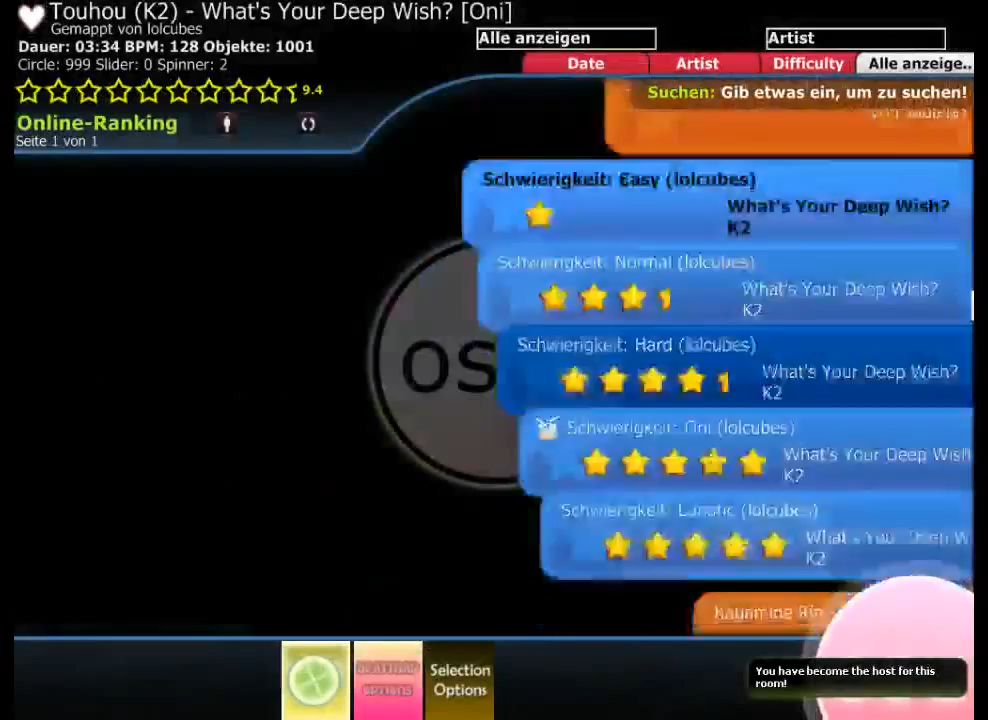 Touhou (K2) - What's Your Deep Wish? [Oni]
Gemappt von lolcubes
Dauer: 03:34 BPM: 128 Objekte: 1001
Circle: 999 Slider: 0 Spinner: 2
9.4
Online-Ranking
Seite 1 von 1
Alle anzeigen
Artist
Date
Artist
Difficulty
Alle anzeige..
Suchen: Gib etwas ein, um zu suchen!
Schwierigkeit: Easy (lolcubes)
What's Your Deep Wish?
K2
Schwierigkeit: Normal (lolcubes)
What's Your Deep Wish?
K2
Schwierigkeit: Hard (lolcubes)
What's Your Deep Wish?
K2
Schwierigkeit: Oni (lolcubes)
What's Your Deep Wish
K2
Schwierigkeit: Lunatic (lolcubes)
What's Your Deep W
K2
OS
Selection
Options
You have become the host for this
room!